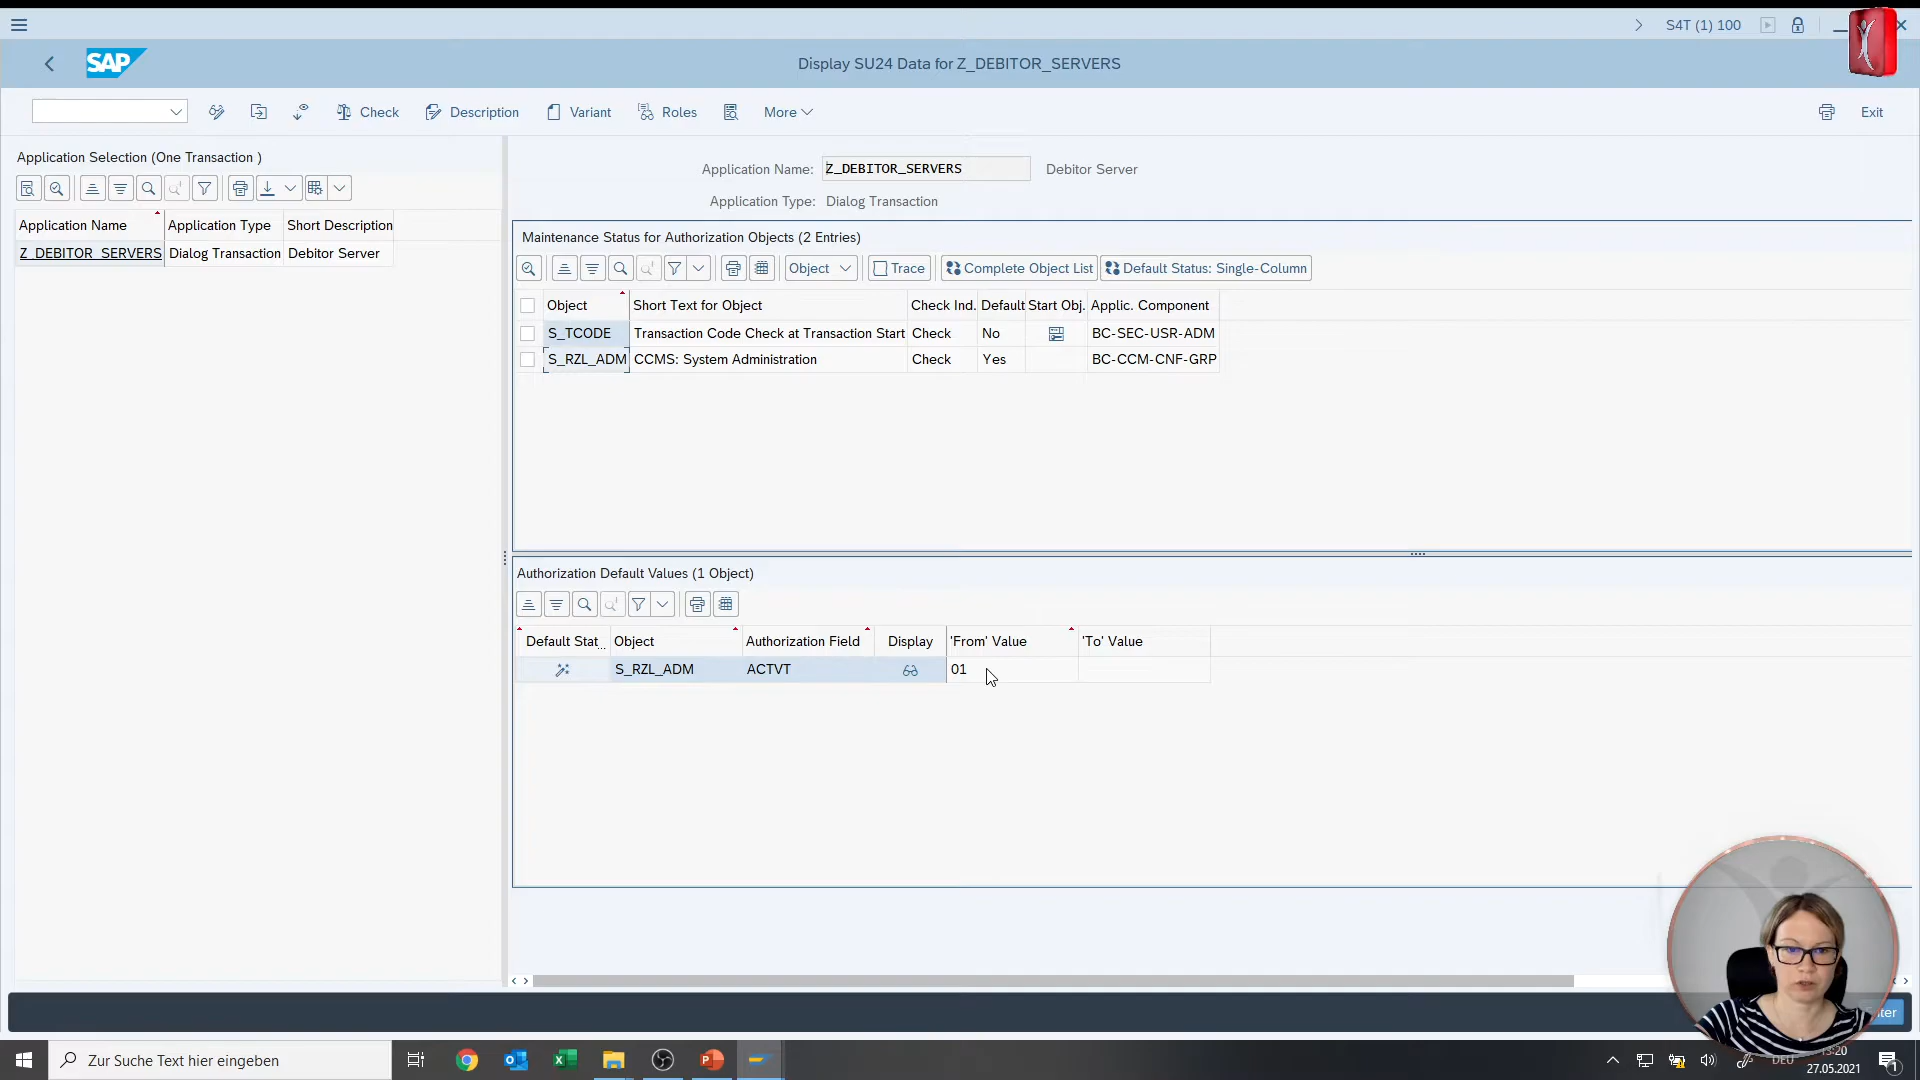 S4T (1) 100
SAP
Display SU24 Data for Z_DEBITOR_SERVERS
Check
Description
Variant
Roles
More
Exit
Application Selection (One Transaction )
Application Name
Application Type
Short Description
Z_DEBITOR_SERVERS
Dialog Transaction
Debitor Server
Application Name:
Z_DEBITOR_SERVERS
Debitor Server
Application Type:
Dialog Transaction
Maintenance Status for Authorization Objects (2 Entries)
Object
Trace
Complete Object List
Default Status: Single-Column
Object
Short Text for Object
Check Ind.
Default
Start Obj.
Applic. Component
S_TCODE
Transaction Code Check at Transaction Start
Check
No
BC-SEC-USR-ADM
S_RZL_ADM
CCMS: System Administration
Check
Yes
BC-CCM-CNF-GRP
Authorization Default Values (1 Object)
Default Stat...
Object
Authorization Field
Display
'From' Value
'To' Value
S_RZL_ADM
ACTVT
01
Zur Suche Text hier eingeben
DEU
27.05.2021
1